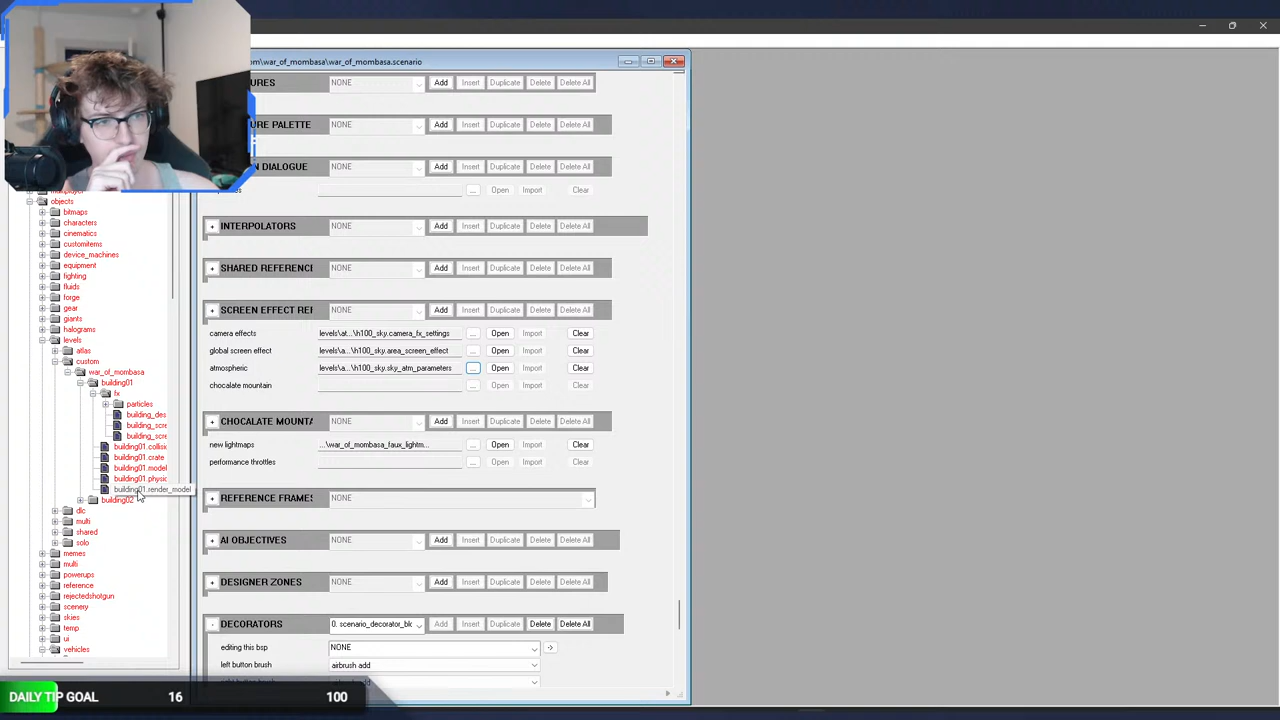 om\war_of_mombasa\war_of_mombasa.scenario
URES NONE Add Insert Duplicate Delete Delete All
URE PALETTE NONE Add Insert Duplicate Delete Delete All
N DIALOGUE NONE Add Insert Duplicate Delete Delete All
... Open Import Clear
+ INTERPOLATORS NONE Add Insert Duplicate Delete Delete All
+ SHARED REFERENCI NONE Add Insert Duplicate Delete Delete All
+ SCREEN EFFECT REI NONE Add Insert Duplicate Delete Delete All
camera effects levels\at...\h100_sky.camera_fx_settings ... Open Import Clear
global screen effect levels\a...\h100_sky.area_screen_effect ... Open Import Clear
atmospheric levels\a...\h100_sky.sky_atm_parameters ... Open Import Clear
chocalate mountain ... Open Import Clear
+ CHOCALATE MOUNTA NONE Add Insert Duplicate Delete Delete All
new lightmaps ...\war_of_mombasa_faux_lightm... ... Open Import Clear
performance throttles ... Open Import Clear
+ REFERENCE FRAMES NONE
+ AI OBJECTIVES NONE Add Insert Duplicate Delete Delete All
+ DESIGNER ZONES NONE Add Insert Duplicate Delete Delete All
- DECORATORS 0. scenario_decorator_blc Add Insert Duplicate Delete Delete All
editing this bsp NONE ->
left button brush airbrush add
objects
bitmaps
characters
cinematics
customitems
device_machines
equipment
fighting
fluids
forge
gear
giants
halograms
levels
atlas
custom
war_of_mombasa
building01
fx
particles
building_des
building_scre
building_scre
building01.collisi
building01.crate
building01.model
building01.physic
building01.render_model
building02
dlc
multi
shared
solo
memes
multi
powerups
reference
rejectedshotgun
scenery
skies
temp
ui
vehicles
DAILY TIP GOAL 16 100